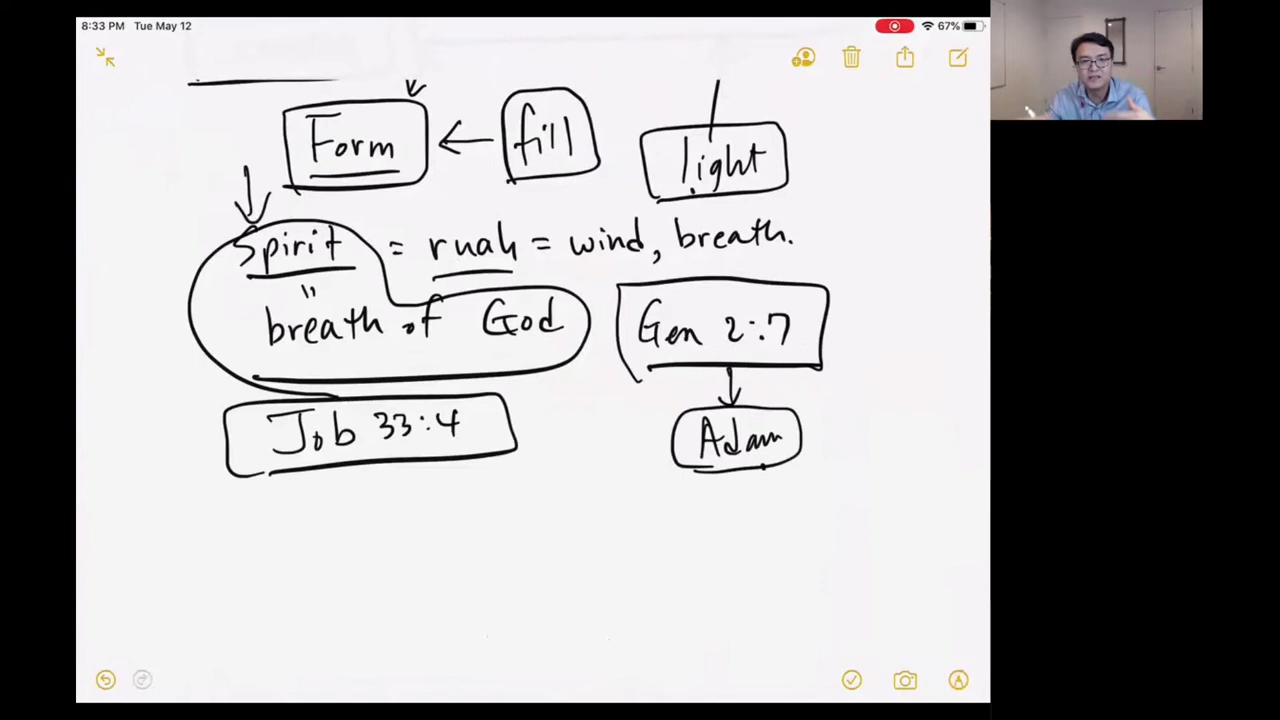 8:33 PM Tue May 12 67%
Form ← fill light
Spirit = ruah = wind, breath.
" breath of God Gen 2:7
Job 33:4 Adam